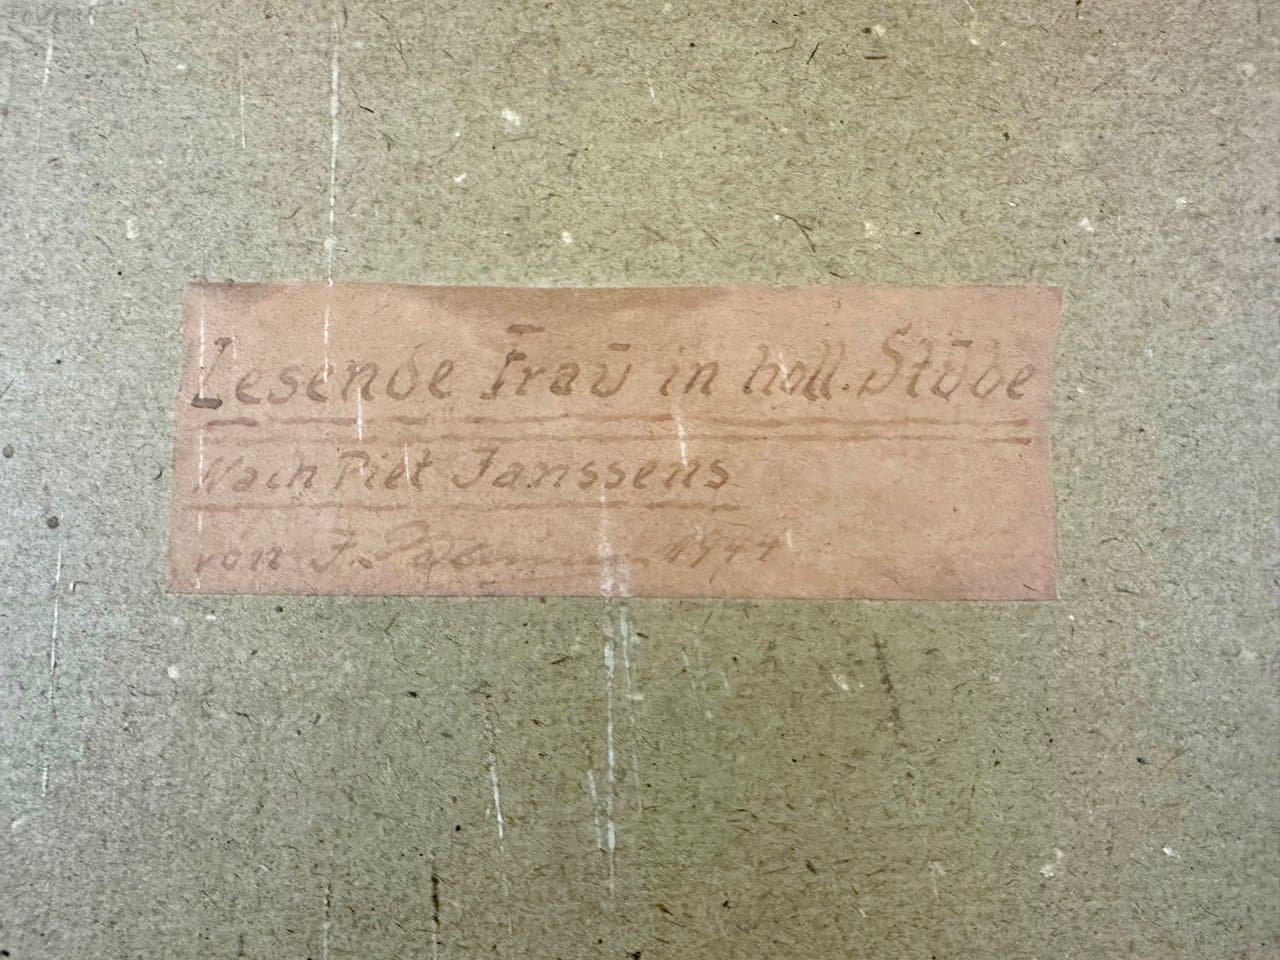 Lesende Frau in holl. Stube
Nach Piet Janssens
von J. 1944